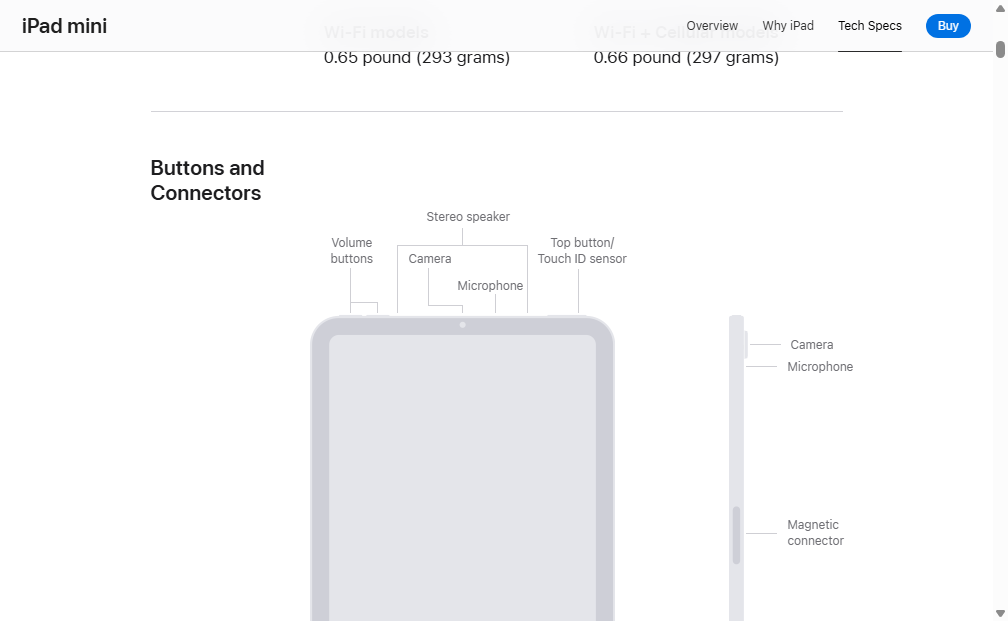 iPad mini
Overview
Why iPad
Tech Specs
Buy
Wi-Fi models
Wi-Fi + Cellular models
0.65 pound (293 grams)
0.66 pound (297 grams)
Buttons and
Connectors
Stereo speaker
Volume
buttons
Camera
Microphone
Top button/
Touch ID sensor
Camera
Microphone
Magnetic
connector